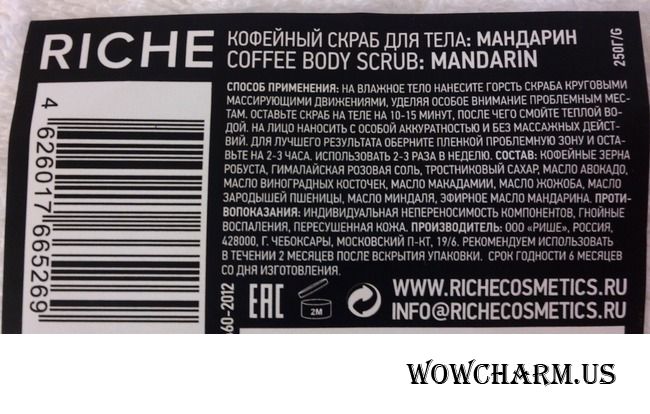 RICHE
КОФЕЙНЫЙ СКРАБ ДЛЯ ТЕЛА: МАНДАРИН
COFFEE BODY SCRUB: MANDARIN
250Г/G
СПОСОБ ПРИМЕНЕНИЯ: НА ВЛАЖНОЕ ТЕЛО НАНЕСИТЕ ГОРСТЬ СКРАБА КРУГОВЫМИ
МАССИРУЮЩИМИ ДВИЖЕНИЯМИ, УДЕЛЯЯ ОСОБОЕ ВНИМАНИЕ ПРОБЛЕМНЫМ МЕС-
ТАМ. ОСТАВЬТЕ СКРАБ НА ТЕЛЕ НА 10-15 МИНУТ, ПОСЛЕ ЧЕГО СМОЙТЕ ТЕПЛОЙ ВО-
ДОЙ. НА ЛИЦО НАНОСИТЬ С ОСОБОЙ АККУРАТНОСТЬЮ И БЕЗ МАССАЖНЫХ ДЕЙСТ-
ВИЙ. ДЛЯ ЛУЧШЕГО РЕЗУЛЬТАТА ОБЕРНИТЕ ПЛЕНКОЙ ПРОБЛЕМНУЮ ЗОНУ И ОСТА-
ВЬТЕ НА 2-3 ЧАСА. ИСПОЛЬЗОВАТЬ 2-3 РАЗА В НЕДЕЛЮ. СОСТАВ: КОФЕЙНЫЕ ЗЕРНА
РОБУСТА, ГИМАЛАЙСКАЯ РОЗОВАЯ СОЛЬ, ТРОСТНИКОВЫЙ САХАР, МАСЛО АВОКАДО,
МАСЛО ВИНОГРАДНЫХ КОСТОЧЕК, МАСЛО МАКАДАМИИ, МАСЛО ЖОЖОБА, МАСЛО
ЗАРОДЫШЕЙ ПШЕНИЦЫ, МАСЛО МИНДАЛЯ, ЭФИРНОЕ МАСЛО МАНДАРИНА. ПРОТИ-
ВОПОКАЗАНИЯ: ИНДИВИДУАЛЬНАЯ НЕПЕРЕНОСИМОСТЬ КОМПОНЕНТОВ, ГНОЙНЫЕ
ВОСПАЛЕНИЯ, ПЕРЕСУШЕННАЯ КОЖА. ПРОИЗВОДИТЕЛЬ: ООО «РИШЕ», РОССИЯ,
428000, Г. ЧЕБОКСАРЫ, МОСКОВСКИЙ П-КТ, 19/6. РЕКОМЕНДУЕМ ИСПОЛЬЗОВАТЬ
В ТЕЧЕНИИ 2 МЕСЯЦЕВ ПОСЛЕ ВСКРЫТИЯ УПАКОВКИ. СРОК ГОДНОСТИ 6 МЕСЯЦЕВ
СО ДНЯ ИЗГОТОВЛЕНИЯ.
4 626017 665269
60-2012
ЕАС
2M
WWW.RICHECOSMETICS.RU
INFO@RICHECOSMETICS.RU
WOWCHARM.US